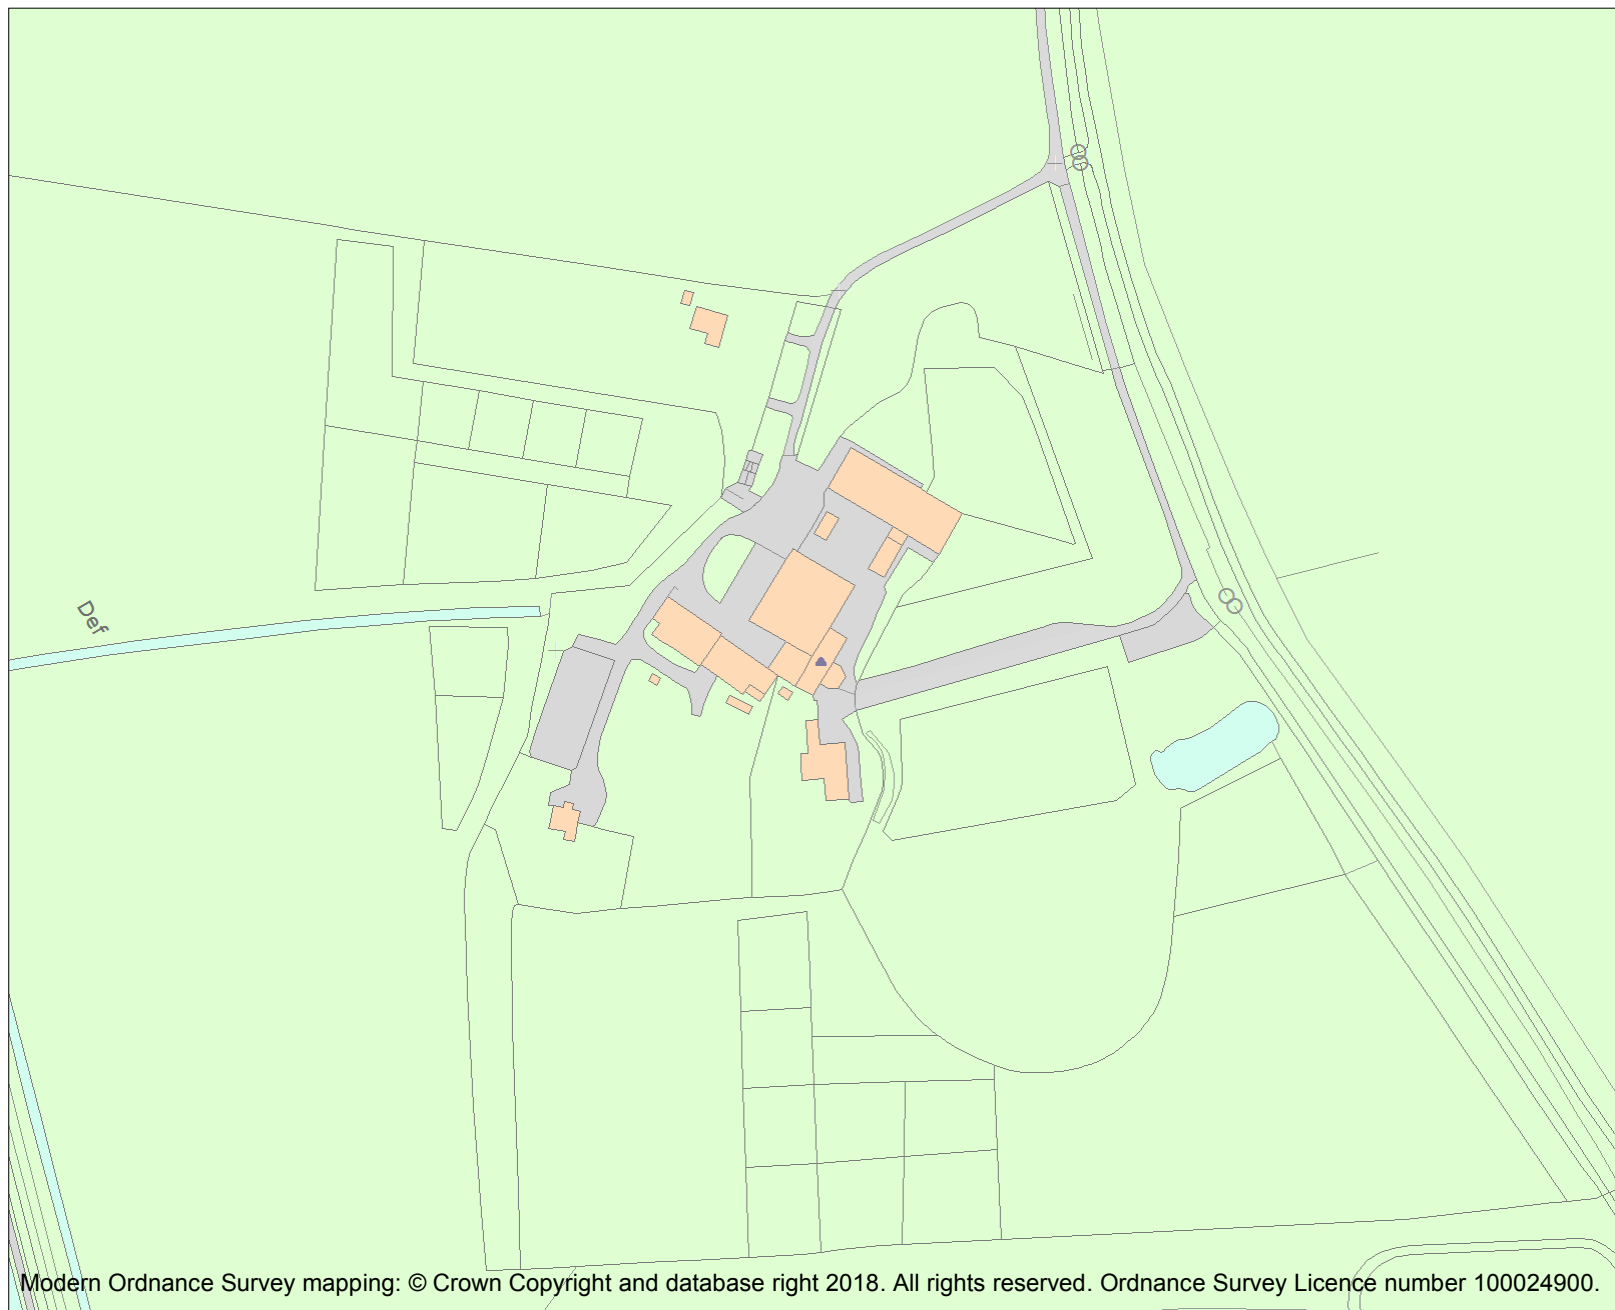 Def
Modern Ordnance Survey mapping: © Crown Copyright and database right 2018. All rights reserved. Ordnance Survey Licence number 100024900.